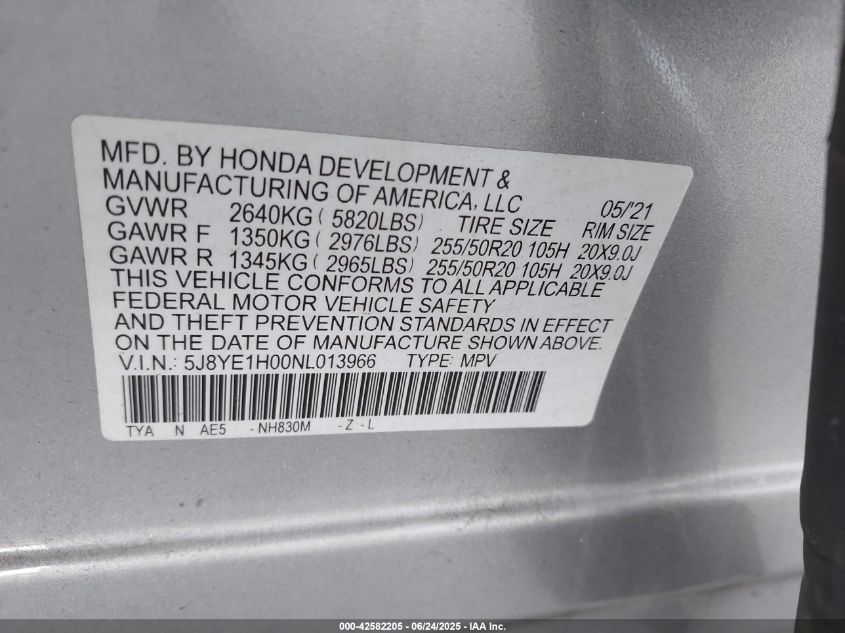 MFD. BY HONDA DEVELOPMENT &
MANUFACTURING OF AMERICA, LLC 05/'21
GVWR 2640KG ( 5820LBS) TIRE SIZE RIM SIZE
GAWR F 1350KG ( 2976LBS) 255/50R20 105H 20X9.0J
GAWR R 1345KG ( 2965LBS) 255/50R20 105H 20X9.0J
THIS VEHICLE CONFORMS TO ALL APPLICABLE
FEDERAL MOTOR VEHICLE SAFETY
AND THEFT PREVENTION STANDARDS IN EFFECT
ON THE DATE OF MANUFACTURE SHOWN ABOVE.
V.I.N.: 5J8YE1H00NL013966 TYPE: MPV
TYA N AE5 - NH830M - Z - L
000-42582205 - 06/24/2025 - IAA Inc.